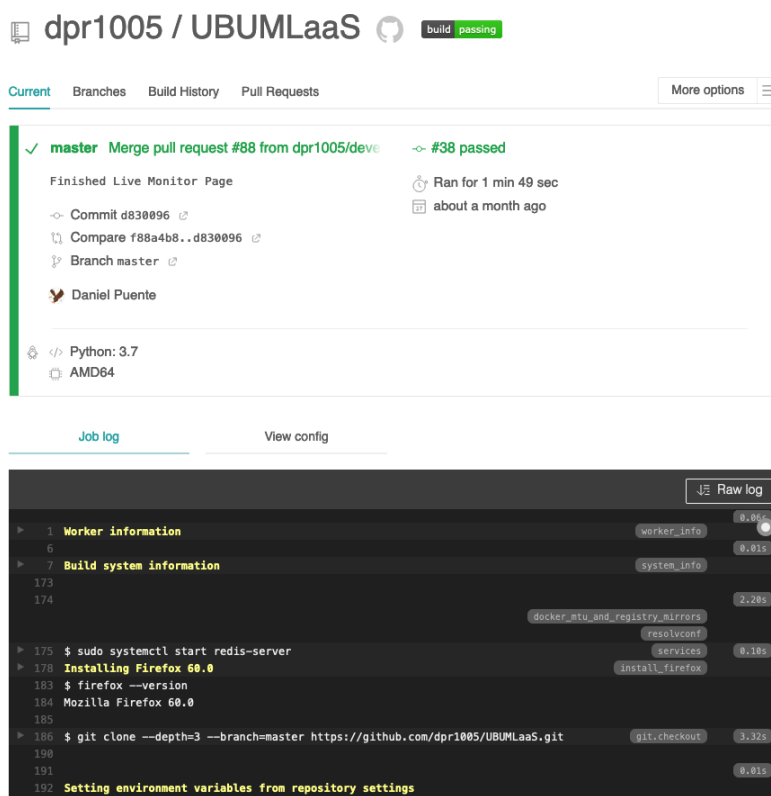 dpr1005 / UBUMLaaS build passing
Current Branches Build History Pull Requests More options
master Merge pull request #88 from dpr1005/deve #38 passed
Finished Live Monitor Page Ran for 1 min 49 sec
about a month ago
Commit d830096
Compare f88a4b8..d830096
Branch master
Daniel Puente
Python: 3.7
AMD64
Job log View config
Raw log
0.06s
1 Worker information worker_info
6 0.01s
7 Build system information system_info
173
174 2.20s
docker_mtu_and_registry_mirrors
resolvconf
175 $ sudo systemctl start redis-server services 0.10s
178 Installing Firefox 60.0 install_firefox
183 $ firefox --version
184 Mozilla Firefox 60.0
185
186 $ git clone --depth=3 --branch=master https://github.com/dpr1005/UBUMLaaS.git git.checkout 3.32s
190
191 0.01s
192 Setting environment variables from repository settings